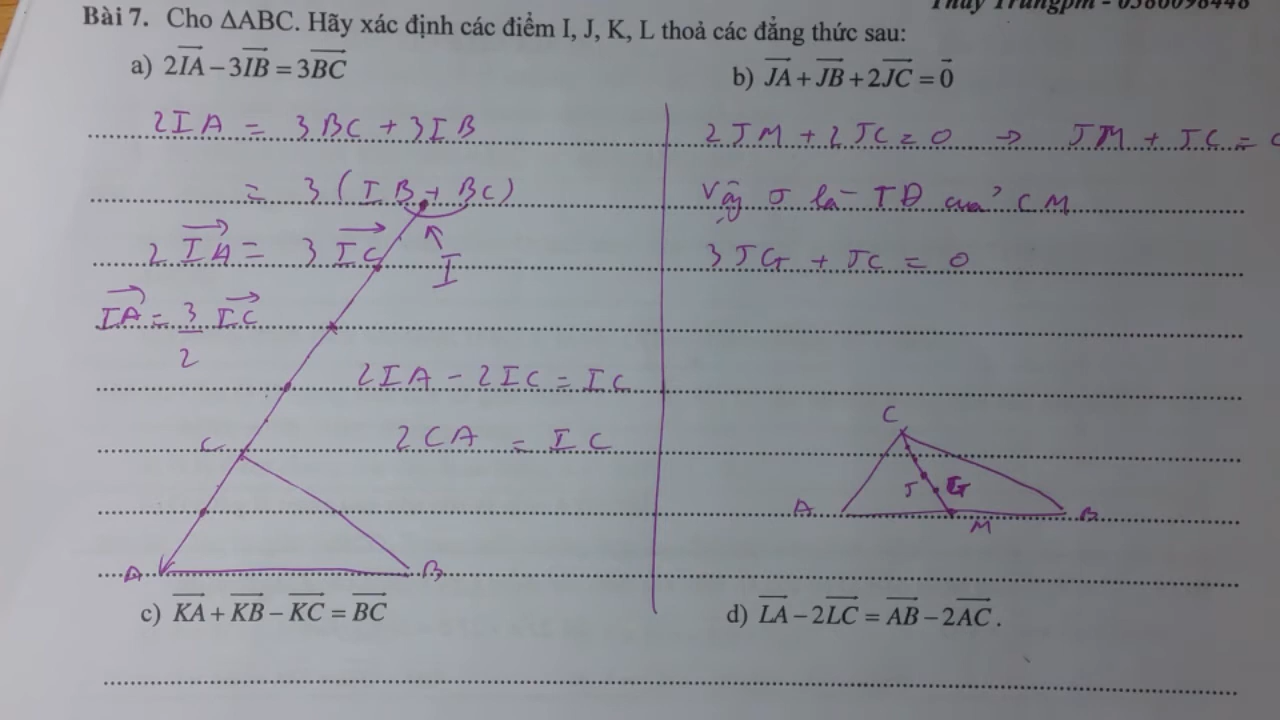 Thuỷ Trungpm - 0386098448
Bài 7. Cho ΔABC. Hãy xác định các điểm I, J, K, L thoả các đẳng thức sau:
a) 2IA – 3IB = 3BC
b) JA + JB + 2JC = 0
2IA = 3BC + 3IB
= 3(IB + BC)
2IA = 3IC
I
IA = 3/2 IC
2IA - 2IC = IC
2CA = IC
C
A
B
2JM + 2JC = 0 → JM + JC = 0
Vậy J là TĐ của CM
3JG + JC = 0
C
J G
A
B
M
c) KA + KB – KC = BC
d) LA – 2LC = AB – 2AC.